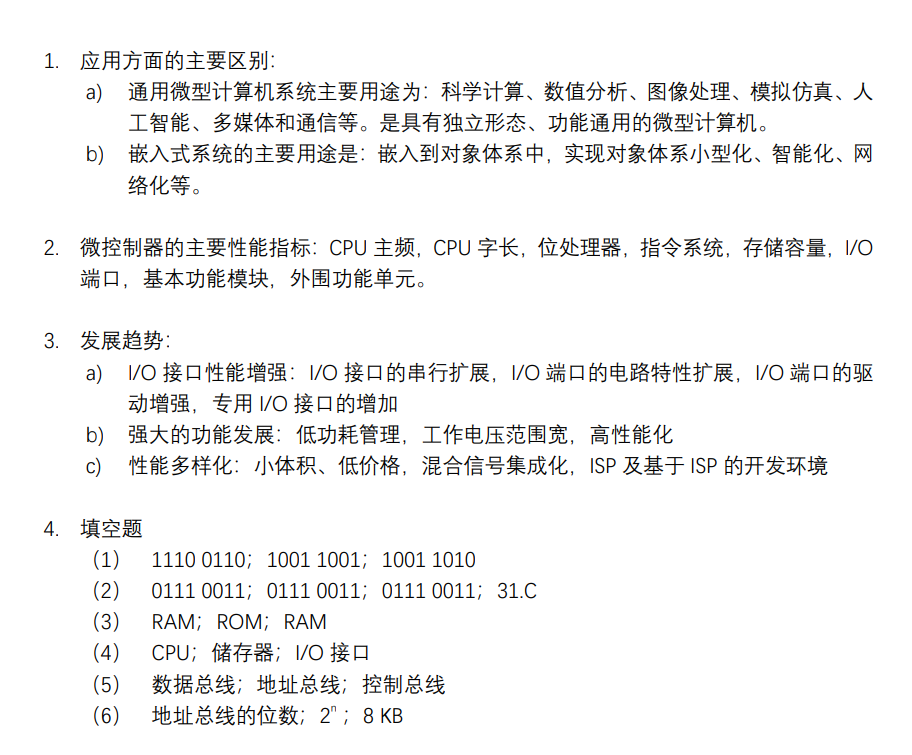 1. 应用方面的主要区别：
a) 通用微型计算机系统主要用途为：科学计算、数值分析、图像处理、模拟仿真、人
工智能、多媒体和通信等。是具有独立形态、功能通用的微型计算机。
b) 嵌入式系统的主要用途是：嵌入到对象体系中，实现对象体系小型化、智能化、网
络化等。
2. 微控制器的主要性能指标：CPU 主频，CPU 字长，位处理器，指令系统，存储容量，I/O
端口，基本功能模块，外围功能单元。
3. 发展趋势：
a) I/O 接口性能增强：I/O 接口的串行扩展，I/O 端口的电路特性扩展，I/O 端口的驱
动增强，专用 I/O 接口的增加
b) 强大的功能发展：低功耗管理，工作电压范围宽，高性能化
c) 性能多样化：小体积、低价格，混合信号集成化，ISP 及基于 ISP 的开发环境
4. 填空题
（1） 1110 0110；1001 1001；1001 1010
（2） 0111 0011；0111 0011；0111 0011；31.C
（3） RAM；ROM；RAM
（4） CPU；储存器；I/O 接口
（5） 数据总线；地址总线；控制总线
（6） 地址总线的位数；2ⁿ；8 KB